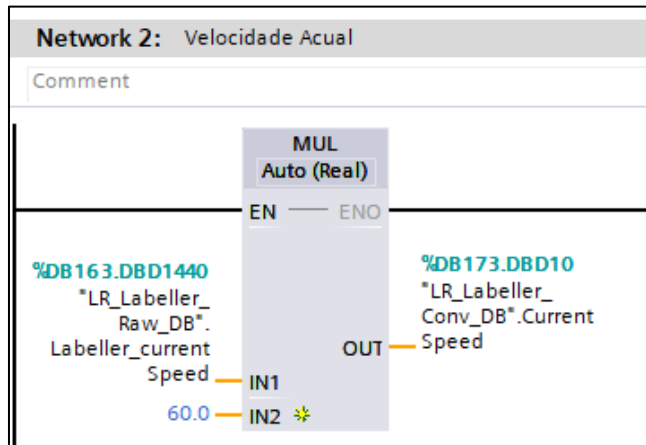 Network 2: Velocidade Acual
Comment
MUL
Auto (Real)
EN ENO
%DB163.DBD1440
"LR_Labeller_
Raw_DB".
Labeller_current
Speed
IN1
60.0
IN2
%DB173.DBD10
"LR_Labeller_
Conv_DB".Current
Speed
OUT